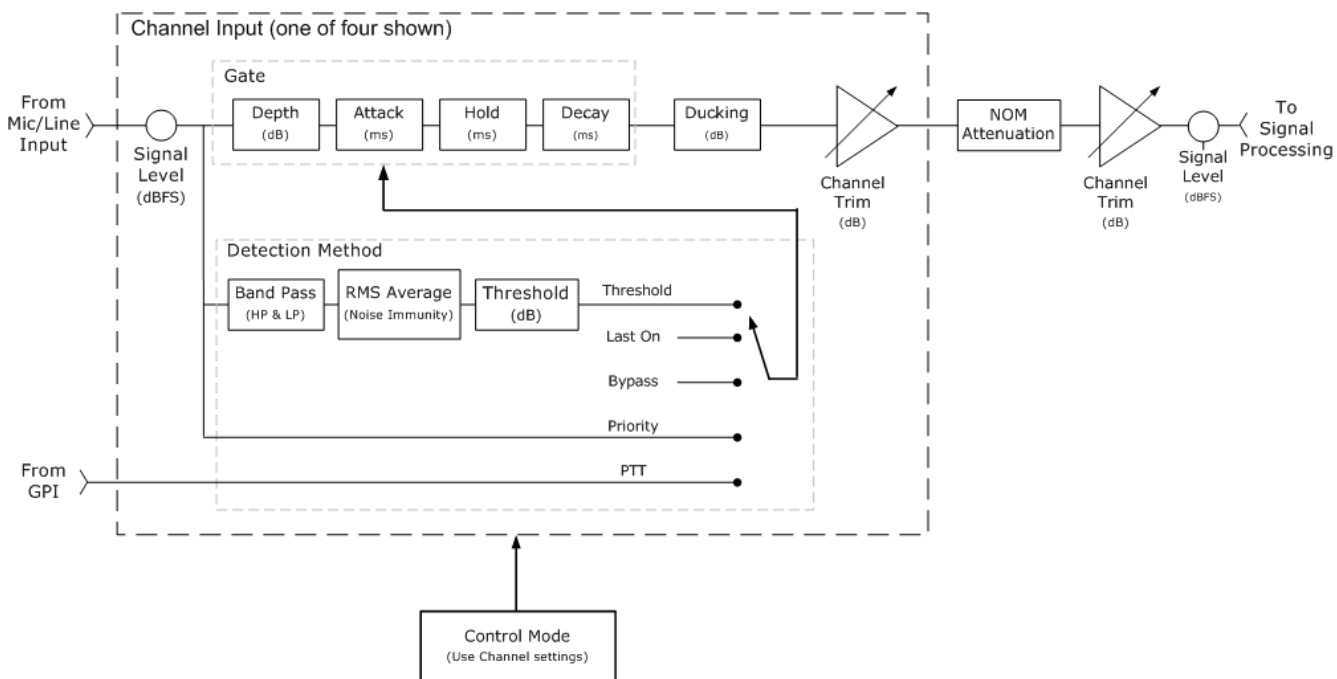 Channel Input (one of four shown)
Gate
From
Mic/Line
Input
Signal
Level
(dBFS)
Depth
(dB)
Attack
(ms)
Hold
(ms)
Decay
(ms)
Ducking
(dB)
Channel
Trim
(dB)
NOM
Attenuation
Channel
Trim
(dB)
Signal
Level
(dBFS)
To
Signal
Processing
Detection Method
Band Pass
(HP & LP)
RMS Average
(Noise Immunity)
Threshold
(dB)
Threshold
Last On
Bypass
Priority
PTT
From
GPI
Control Mode
(Use Channel settings)